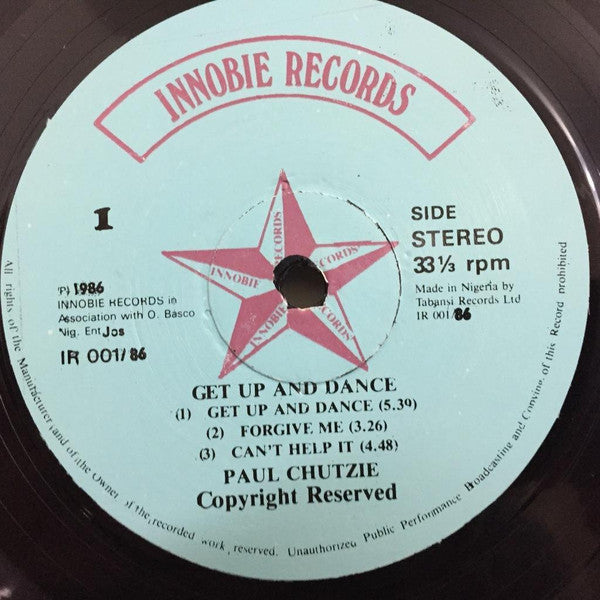 INNOBIE RECORDS
1
SIDE
STEREO
33⅓ rpm
Made in Nigeria by
Tabansi Records Ltd
IR 001/86
(P) 1986
INNOBIE RECORDS in
Association with O. Basco
Nig. Ent Jos
IR 001/86
INNOBIE
RECORDS
RECORDS
INNOBIE
RECORDS
GET UP AND DANCE
(1) GET UP AND DANCE (5.39)
(2) FORGIVE ME (3.26)
(3) CAN'T HELP IT (4.48)
PAUL CHUTZIE
Copyright Reserved
All rights of the Manufacturer and of the Owner of the recorded work reserved. Unauthorized Public Performance Broadcasting and Copying of this Record prohibited